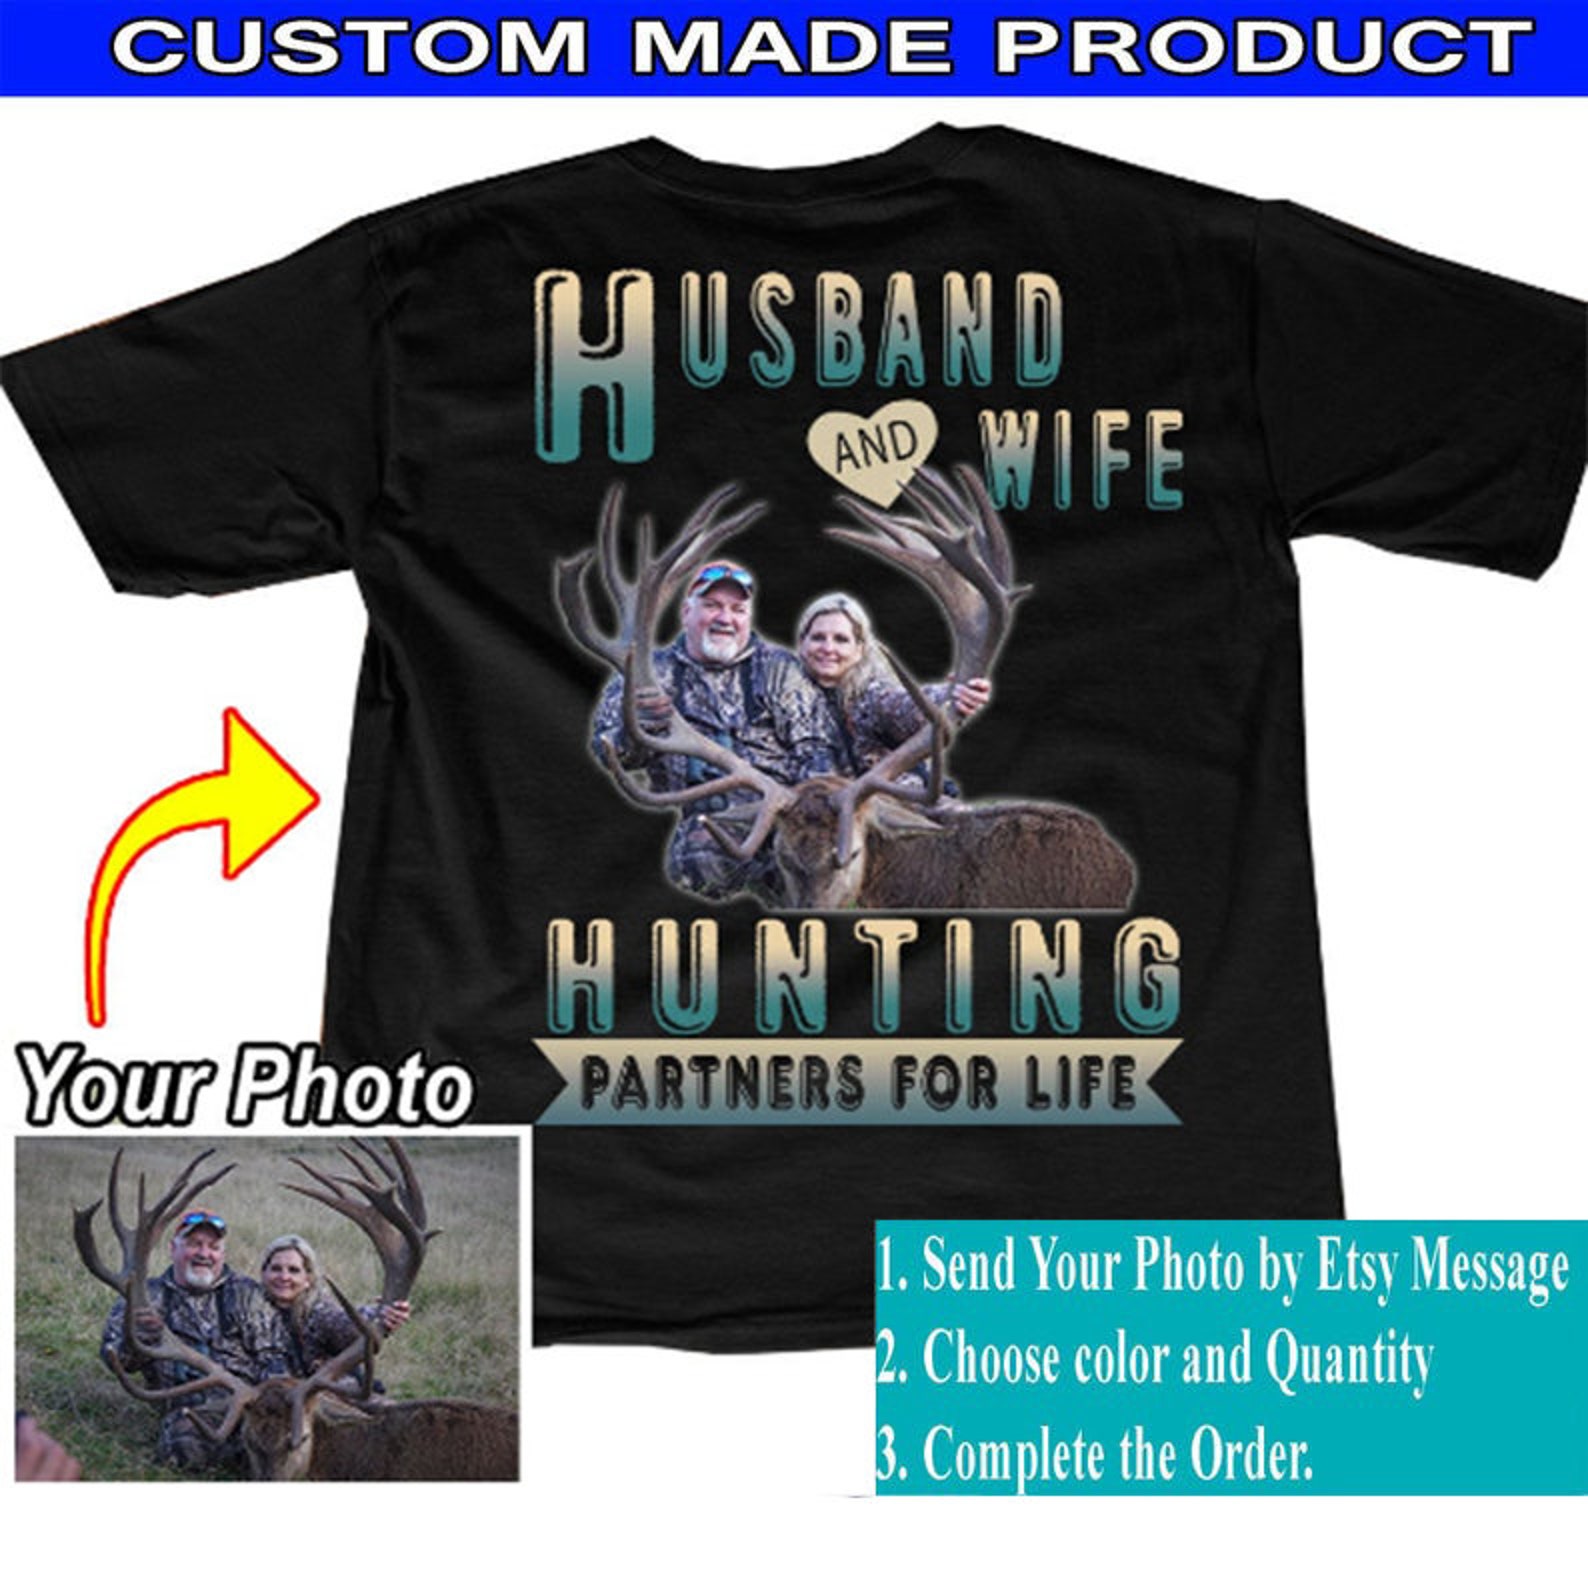 CUSTOM MADE PRODUCT
HUSBAND
AND WIFE
HUNTING
PARTNERS FOR LIFE
Your Photo
1. Send Your Photo by Etsy Message
2. Choose color and Quantity
3. Complete the Order.